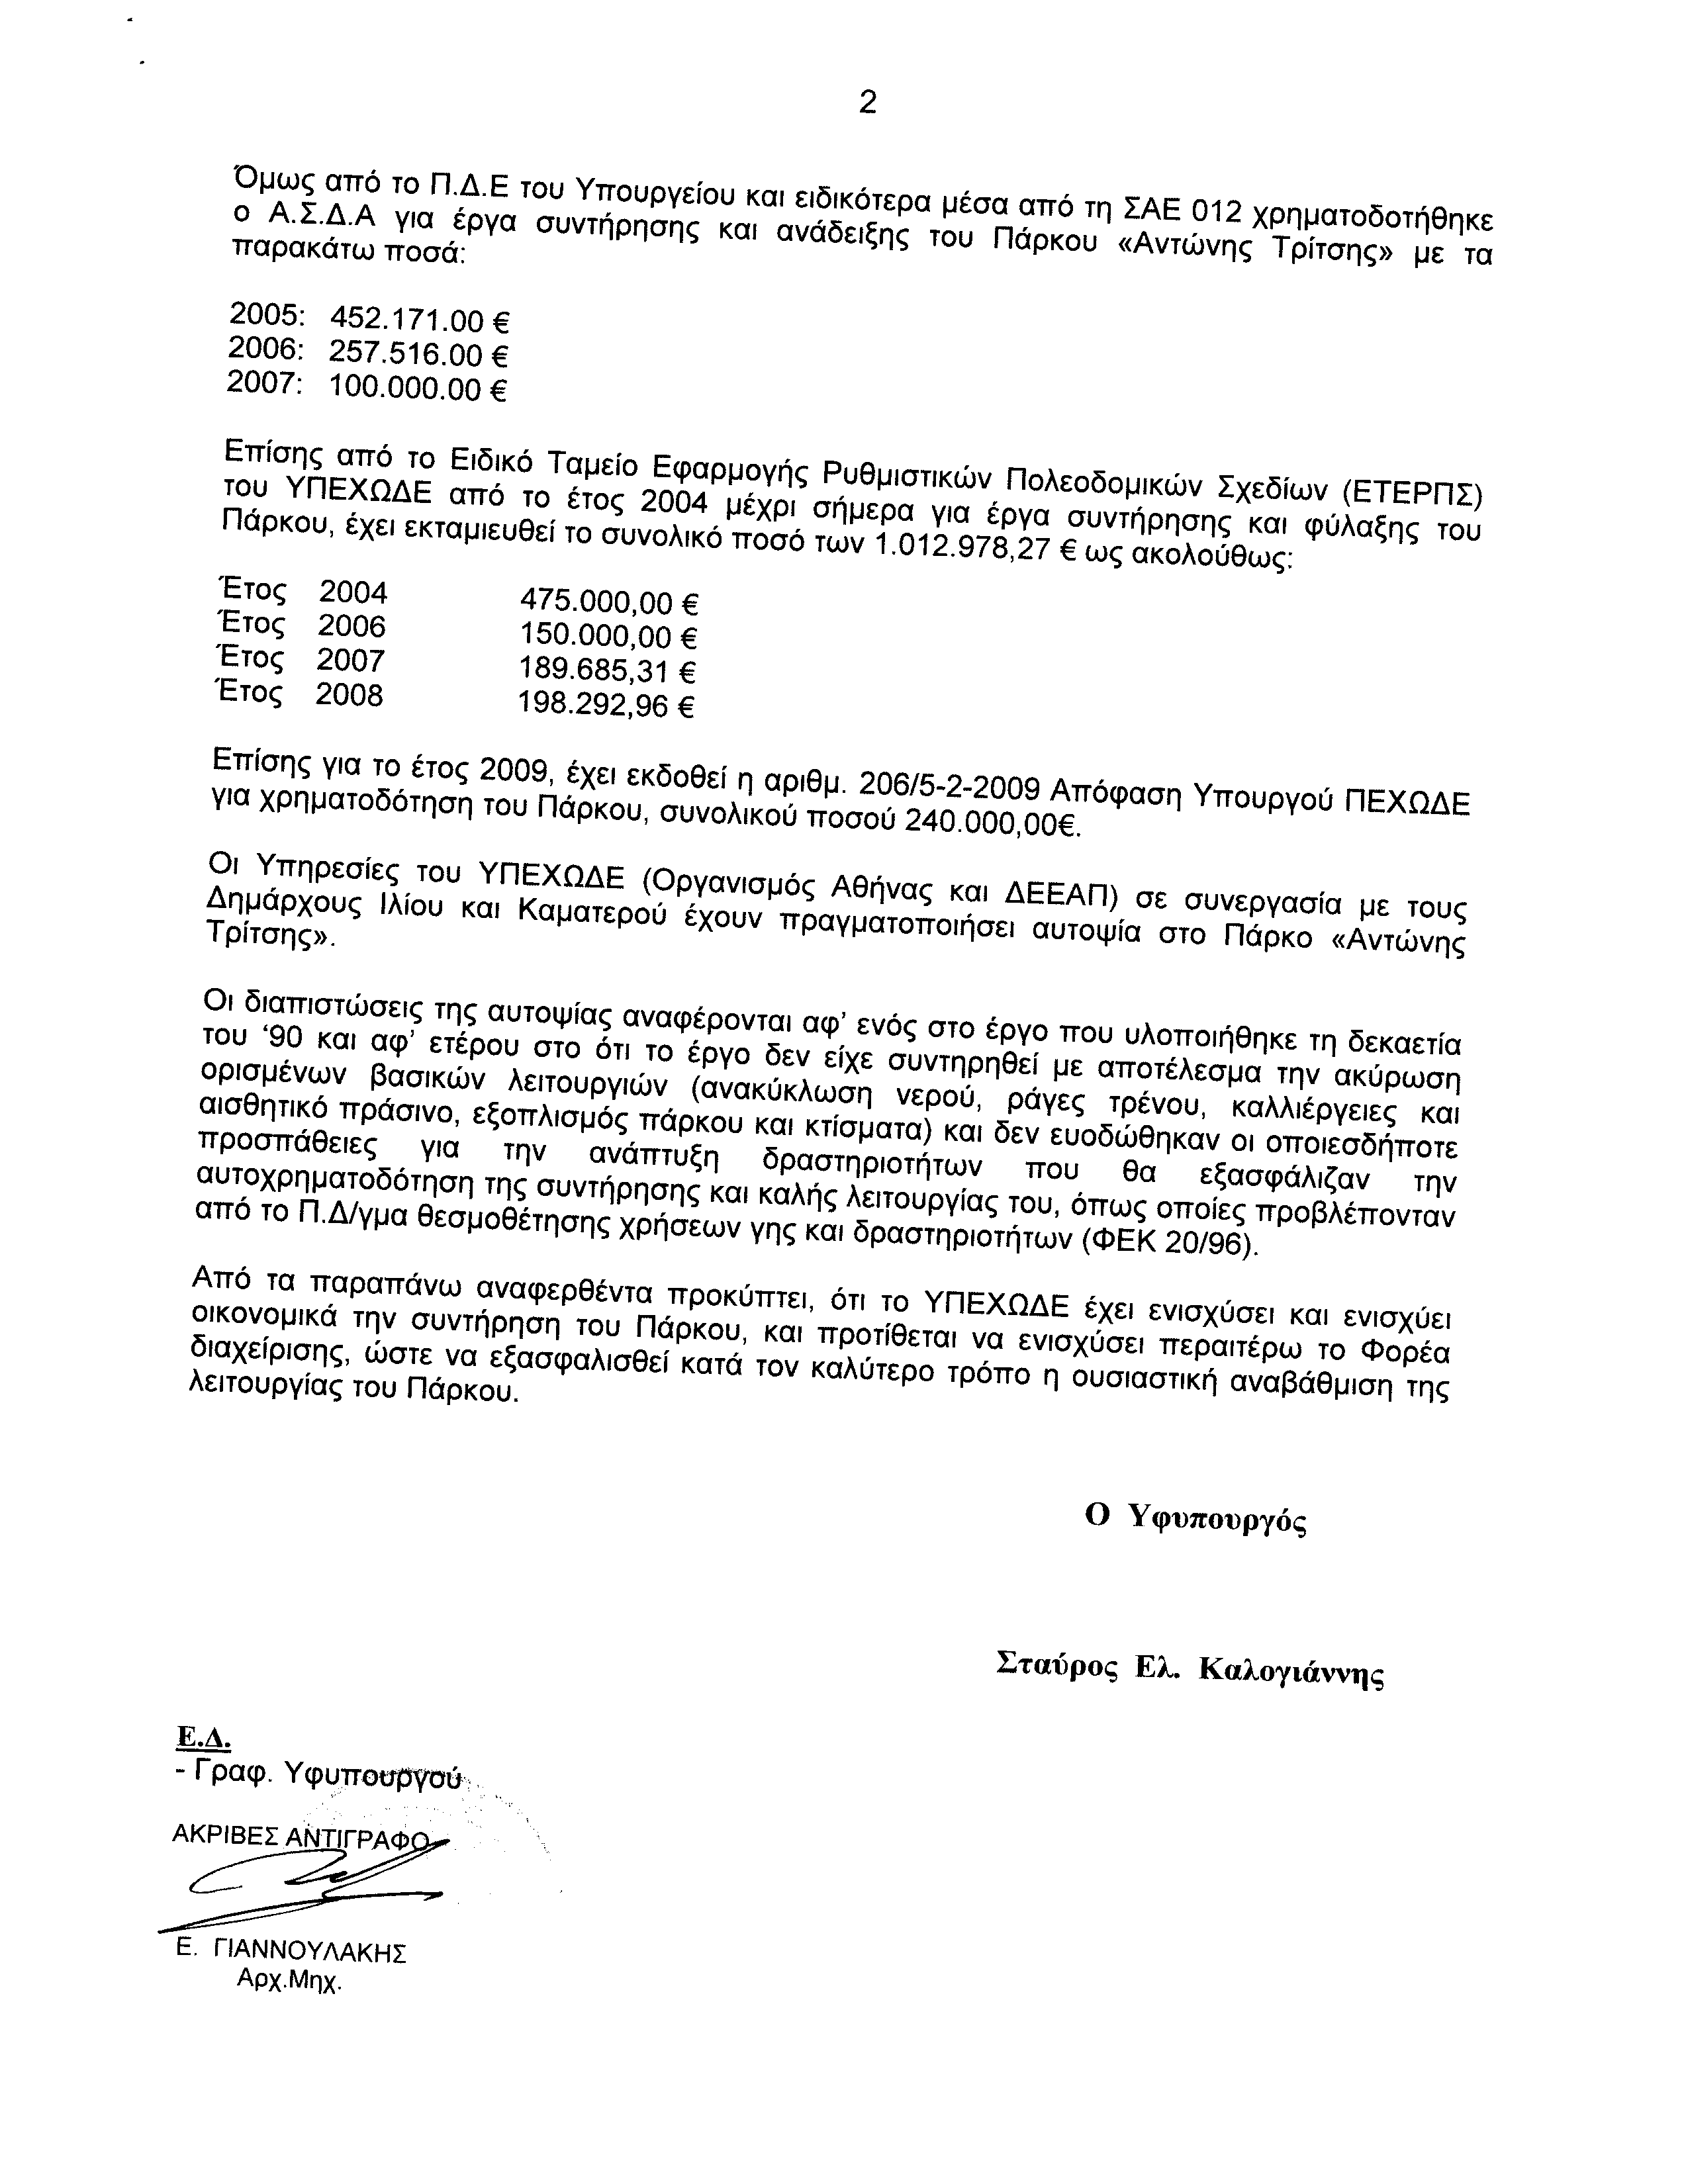 2
Όμως από το Π.Δ.Ε του Υπουργείου και ειδικότερα μέσα από τη ΣΑΕ 012 χρηματοδοτήθηκε
ο Α.Σ.Δ.Α για έργα συντήρησης και ανάδειξης του Πάρκου «Αντώνης Τρίτσης» με τα
παρακάτω ποσά:
2005: 452.171.00 €
2006: 257.516.00 €
2007: 100.000.00 €
Επίσης από το Ειδικό Ταμείο Εφαρμογής Ρυθμιστικών Πολεοδομικών Σχεδίων (ΕΤΕΡΠΣ)
του ΥΠΕΧΩΔΕ από το έτος 2004 μέχρι σήμερα για έργα συντήρησης και φύλαξης του
Πάρκου, έχει εκταμιευθεί το συνολικό ποσό των 1.012.978,27 € ως ακολούθως:
Έτος 2004 475.000,00 €
Έτος 2006 150.000,00 €
Έτος 2007 189.685,31 €
Έτος 2008 198.292,96 €
Επίσης για το έτος 2009, έχει εκδοθεί η αριθμ. 206/5-2-2009 Απόφαση Υπουργού ΠΕΧΩΔΕ
για χρηματοδότηση του Πάρκου, συνολικού ποσού 240.000,00€.
Οι Υπηρεσίες του ΥΠΕΧΩΔΕ (Οργανισμός Αθήνας και ΔΕΕΑΠ) σε συνεργασία με τους
Δημάρχους Ιλίου και Καματερού έχουν πραγματοποιήσει αυτοψία στο Πάρκο «Αντώνης
Τρίτσης».
Οι διαπιστώσεις της αυτοψίας αναφέρονται αφ’ ενός στο έργο που υλοποιήθηκε τη δεκαετία
του ‘90 και αφ’ ετέρου στο ότι το έργο δεν είχε συντηρηθεί με αποτέλεσμα την ακύρωση
ορισμένων βασικών λειτουργιών (ανακύκλωση νερού, ράγες τρένου, καλλιέργειες και
αισθητικό πράσινο, εξοπλισμός πάρκου και κτίσματα) και δεν ευοδώθηκαν οι οποιεσδήποτε
προσπάθειες για την ανάπτυξη δραστηριοτήτων που θα εξασφάλιζαν την
αυτοχρηματοδότηση της συντήρησης και καλής λειτουργίας του, όπως οποίες προβλέπονταν
από το Π.Δ/γμα θεσμοθέτησης χρήσεων γης και δραστηριοτήτων (ΦΕΚ 20/96).
Από τα παραπάνω αναφερθέντα προκύπτει, ότι το ΥΠΕΧΩΔΕ έχει ενισχύσει και ενισχύει
οικονομικά την συντήρηση του Πάρκου, και προτίθεται να ενισχύσει περαιτέρω το Φορέα
διαχείρισης, ώστε να εξασφαλισθεί κατά τον καλύτερο τρόπο η ουσιαστική αναβάθμιση της
λειτουργίας του Πάρκου.
Ο Υφυπουργός
Σταύρος Ελ. Καλογιάννης
Ε.Δ.
- Γραφ. Υφυπουργού
ΑΚΡΙΒΕΣ ΑΝΤΙΓΡΑΦΟ
Ε. ΓΙΑΝΝΟΥΛΑΚΗΣ
Αρχ.Μηχ.